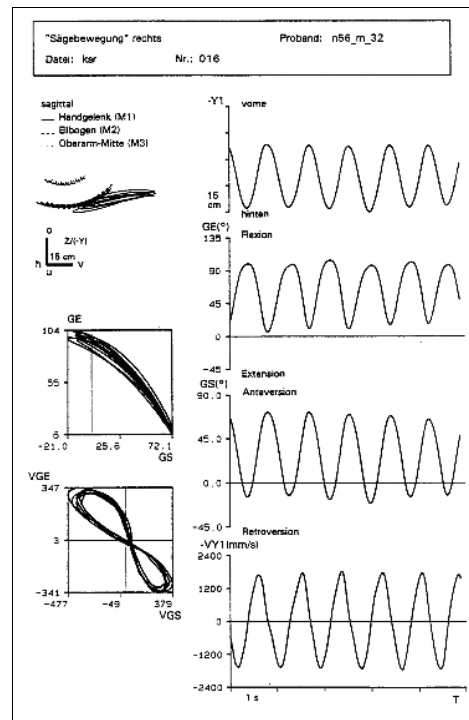 "Sägebewegung" rechts Proband: n56_m_32
Datei: ksr Nr.: 016
sagittal
Handgelenk (M1)
Ellbogen (M2)
Oberarm-Mitte (M3)
o
Z/(-Y)
15 cm
h v
u
GE
104
55
6
-21.0 25.6 72.1
GS
VGE
347
3
-341
-477 -49 379
VGS
-Y1 vorne
15
cm
hinten
GE(°) Flexion
135
90
45
0
-45
Extension
GS(°) Anteversion
90.0
45.0
0.0
-45.0
Retroversion
-VY1(mm/s)
2400
1200
0
-1200
-2400
1s T